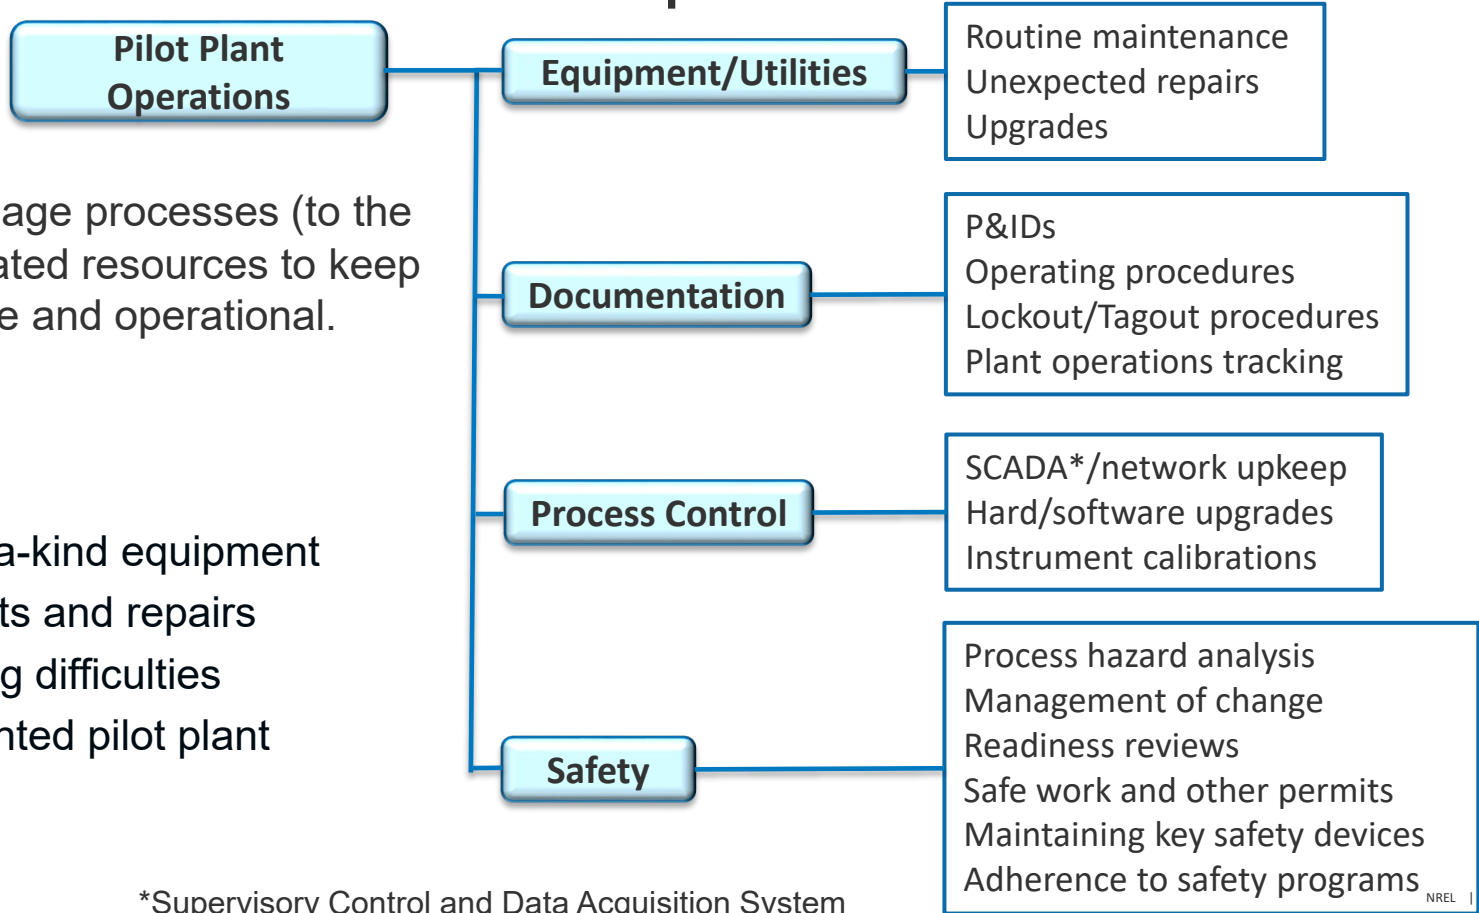 Pilot Plant
Operations
Equipment/Utilities
Routine maintenance
Unexpected repairs
Upgrades
age processes (to the
ated resources to keep
e and operational.
Documentation
P&IDs
Operating procedures
Lockout/Tagout procedures
Plant operations tracking
Process Control
SCADA*/network upkeep
Hard/software upgrades
Instrument calibrations
a-kind equipment
ts and repairs
g difficulties
nted pilot plant
Safety
Process hazard analysis
Management of change
Readiness reviews
Safe work and other permits
Maintaining key safety devices
Adherence to safety programs
*Supervisory Control and Data Acquisition System
NREL |